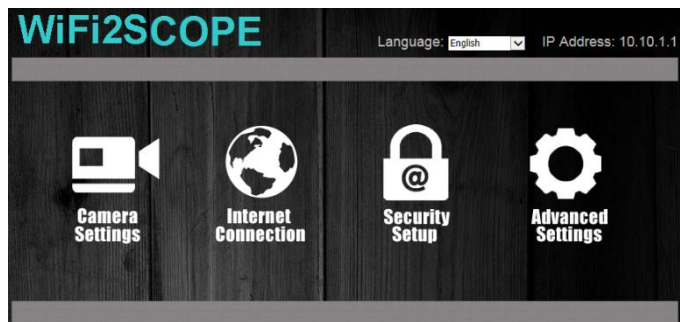 WiFi2SCOPE
Language: English IP Address: 10.10.1.1
@
Camera
Settings
Internet
Connection
Security
Setup
Advanced
Settings